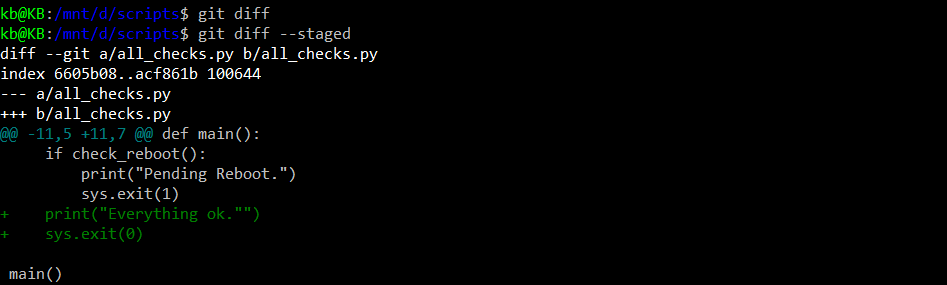 kb@KB:/mnt/d/scripts$ git diff
kb@KB:/mnt/d/scripts$ git diff --staged
diff --git a/all_checks.py b/all_checks.py
index 6605b08..acf861b 100644
--- a/all_checks.py
+++ b/all_checks.py
@@ -11,5 +11,7 @@ def main():
     if check_reboot():
         print("Pending Reboot.")
         sys.exit(1)
+    print("Everything ok."")
+    sys.exit(0)

 main()